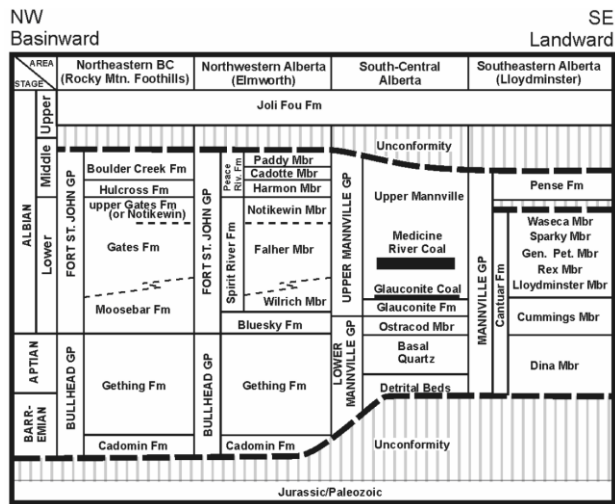 NW
Basinward
SE
Landward
AREA
STAGE
Northeastern BC
(Rocky Mtn. Foothills)
Northwestern Alberta
(Elmworth)
South-Central
Alberta
Southeastern Alberta
(Lloydminster)
ALBIAN
Upper
Middle
Lower
APTIAN
BARR-
EMIAN
Joli Fou Fm
Unconformity
FORT ST. JOHN GP
Boulder Creek Fm
Hulcross Fm
upper Gates Fm
(or Notikewin)
Gates Fm
Moosebar Fm
BULLHEAD GP
Gething Fm
Cadomin Fm
FORT ST. JOHN GP
Peace
Riv. Fm
Paddy Mbr
Cadotte Mbr
Harmon Mbr
Spirit River Fm
Notikewin Mbr
Falher Mbr
Wilrich Mbr
Bluesky Fm
BULLHEAD GP
Gething Fm
Cadomin Fm
UPPER MANNVILLE GP
Upper Mannville
Medicine
River Coal
Glauconite Coal
Glauconite Fm
LOWER
MANNVILLE GP
Ostracod Mbr
Basal
Quartz
Detrital Beds
MANNVILLE GP
Pense Fm
Cantuar Fm
Waseca Mbr
Sparky Mbr
Gen. Pet. Mbr
Rex Mbr
Lloydminster Mbr
Cummings Mbr
Dina Mbr
Unconformity
Jurassic/Paleozoic